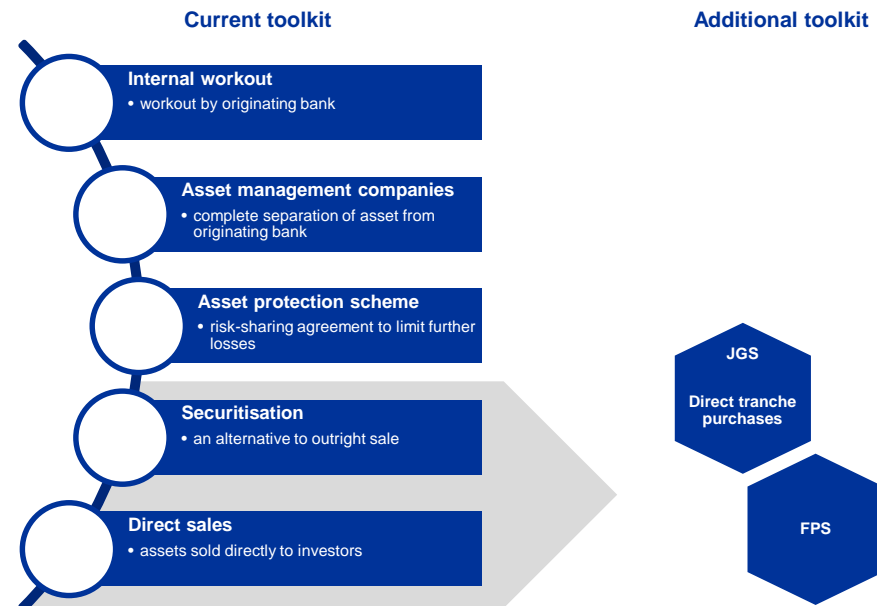 Current toolkit
Additional toolkit
Internal workout
• workout by originating bank
Asset management companies
• complete separation of asset from
originating bank
Asset protection scheme
• risk-sharing agreement to limit further
losses
Securitisation
• an alternative to outright sale
Direct sales
• assets sold directly to investors
JGS
Direct tranche
purchases
FPS